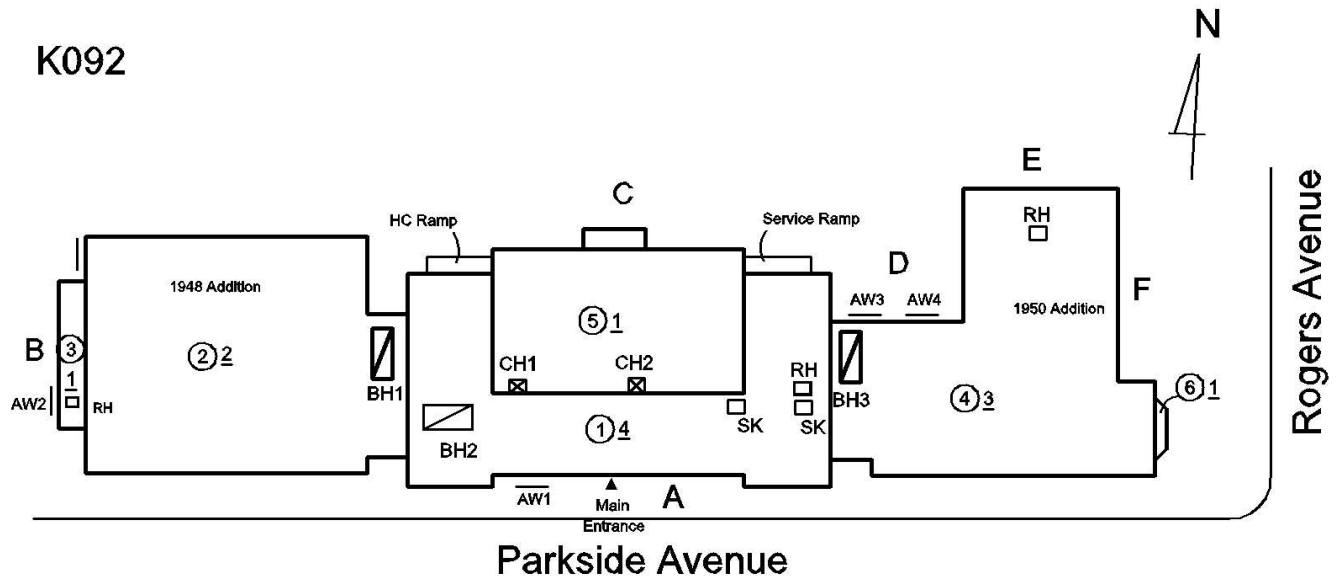 N
K092
E
C
HC Ramp
Service Ramp
RH
D
1948 Addition
AW3 AW4
1950 Addition
F
Rogers Avenue
5 1
B
3
2 2
CH1
CH2
1
RH
6 1
AW2
RH
BH1
BH3
4 3
BH2
1 4
SK
SK
AW1
A
Main
Entrance
Parkside Avenue